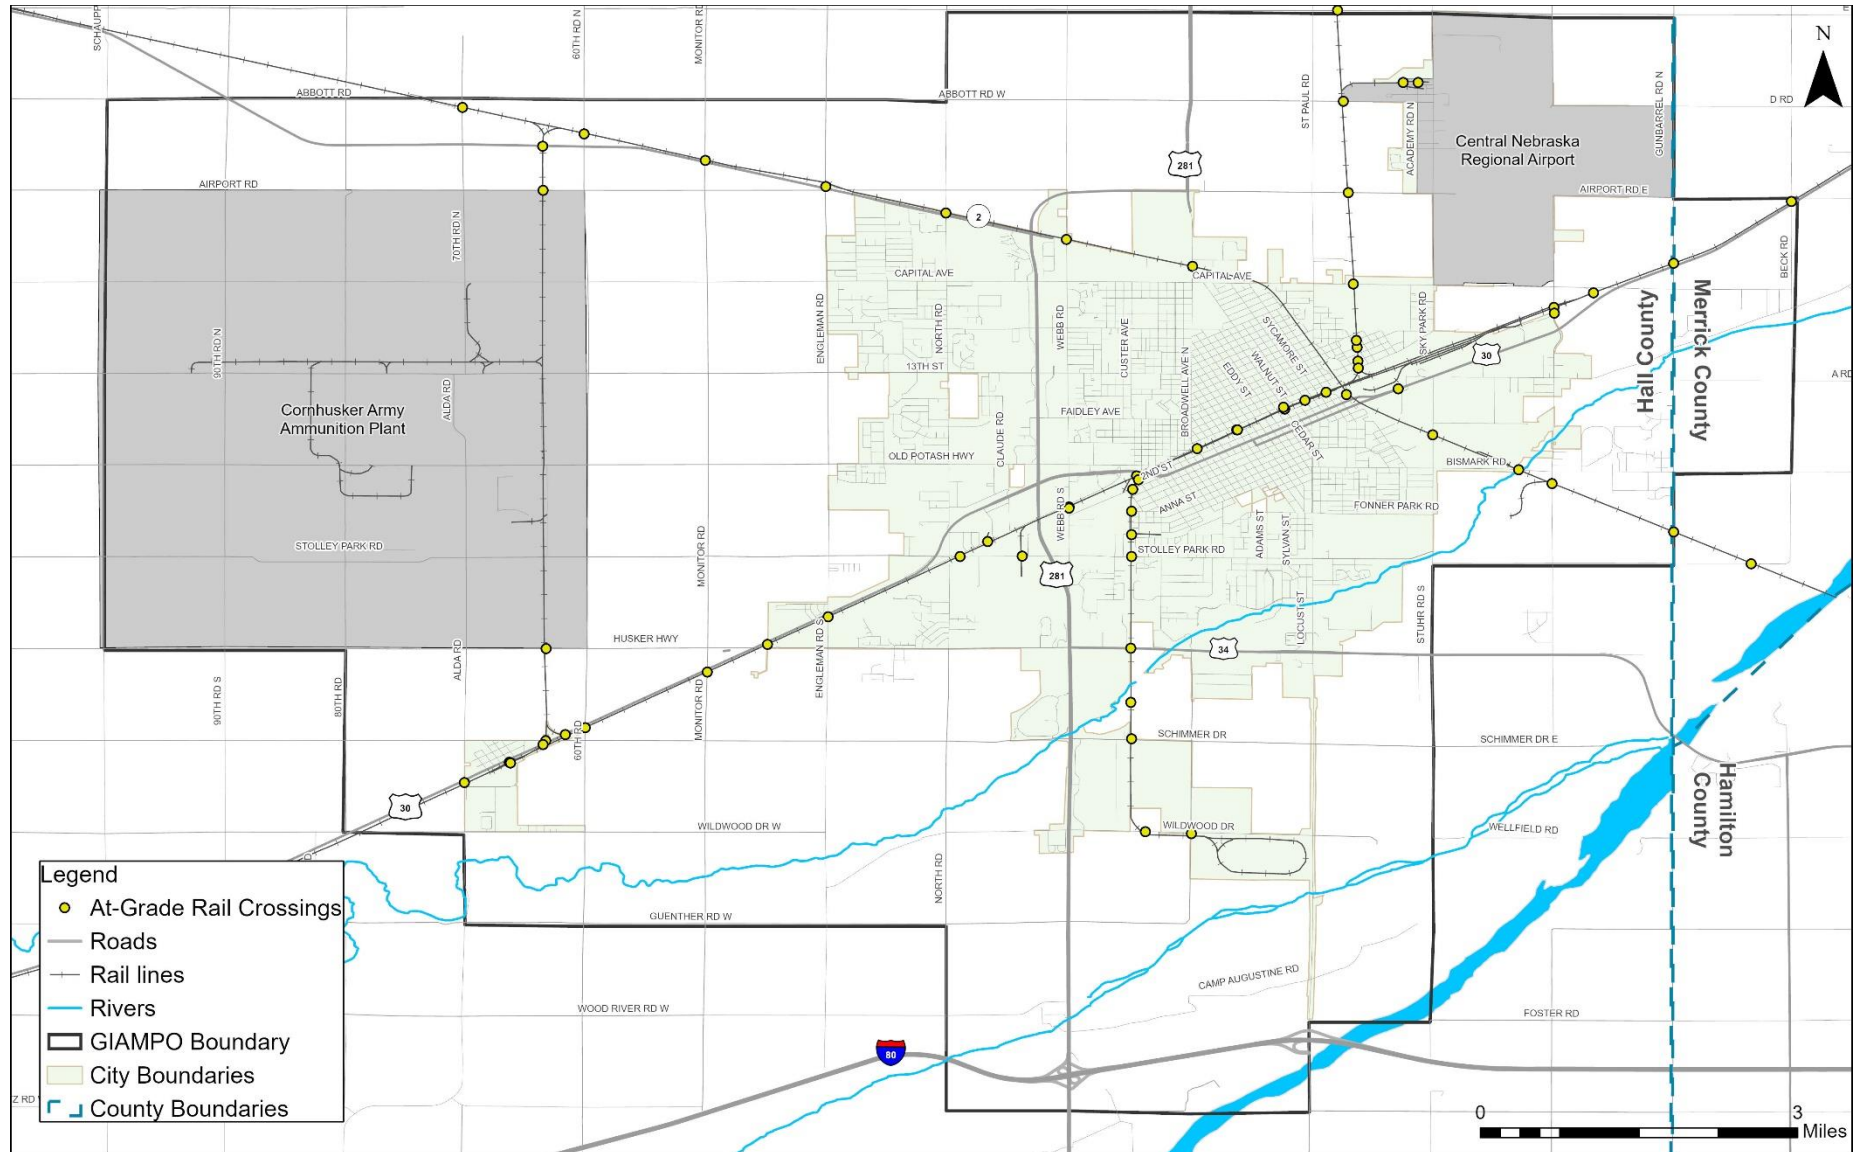 SCHAUPP
60TH RD N
MONITOR RD
N
ABBOTT RD
ABBOTT RD W
ST PAUL RD
ACADEMY RD N
GUNBARREL RD N
D RD
Central Nebraska
Regional Airport
281
AIRPORT RD
AIRPORT RD E
2
70TH RD N
BECK RD
CAPITAL AVE
CAPITAL AVE
ENGLEMAN RD
NORTH RD
WEBB RD
CUSTER AVE
SYCAMORE ST
SKY PARK RD
Hall County
Merrick County
90TH RD N
30
13TH ST
BROADWELL AVE N
WALNUT ST
EDDY ST
A RD
ALDA RD
Cornhusker Army
Ammunition Plant
FAIDLEY AVE
CLAUDE RD
CEDAR ST
OLD POTASH HWY
2ND ST
BISMARK RD
WEBB RD S
ANNA ST
FONNER PARK RD
STOLLEY PARK RD
MONITOR RD
STOLLEY PARK RD
ADAMS ST
SYLVAN ST
281
LOCUST ST
STUHR RD S
HUSKER HWY
ENGLEMAN RD S
34
ALDA RD
90TH RD S
80TH RD
MONITOR RD
60TH RD
SCHIMMER DR
SCHIMMER DR E
Hamilton
County
30
WILDWOOD DR W
WILDWOOD DR
WELLFIELD RD
NORTH RD
GUENTHER RD W
CAMP AUGUSTINE RD
WOOD RIVER RD W
FOSTER RD
80
Legend
At-Grade Rail Crossings
Roads
Rail lines
Rivers
GIAMPO Boundary
City Boundaries
County Boundaries
0 3
Miles